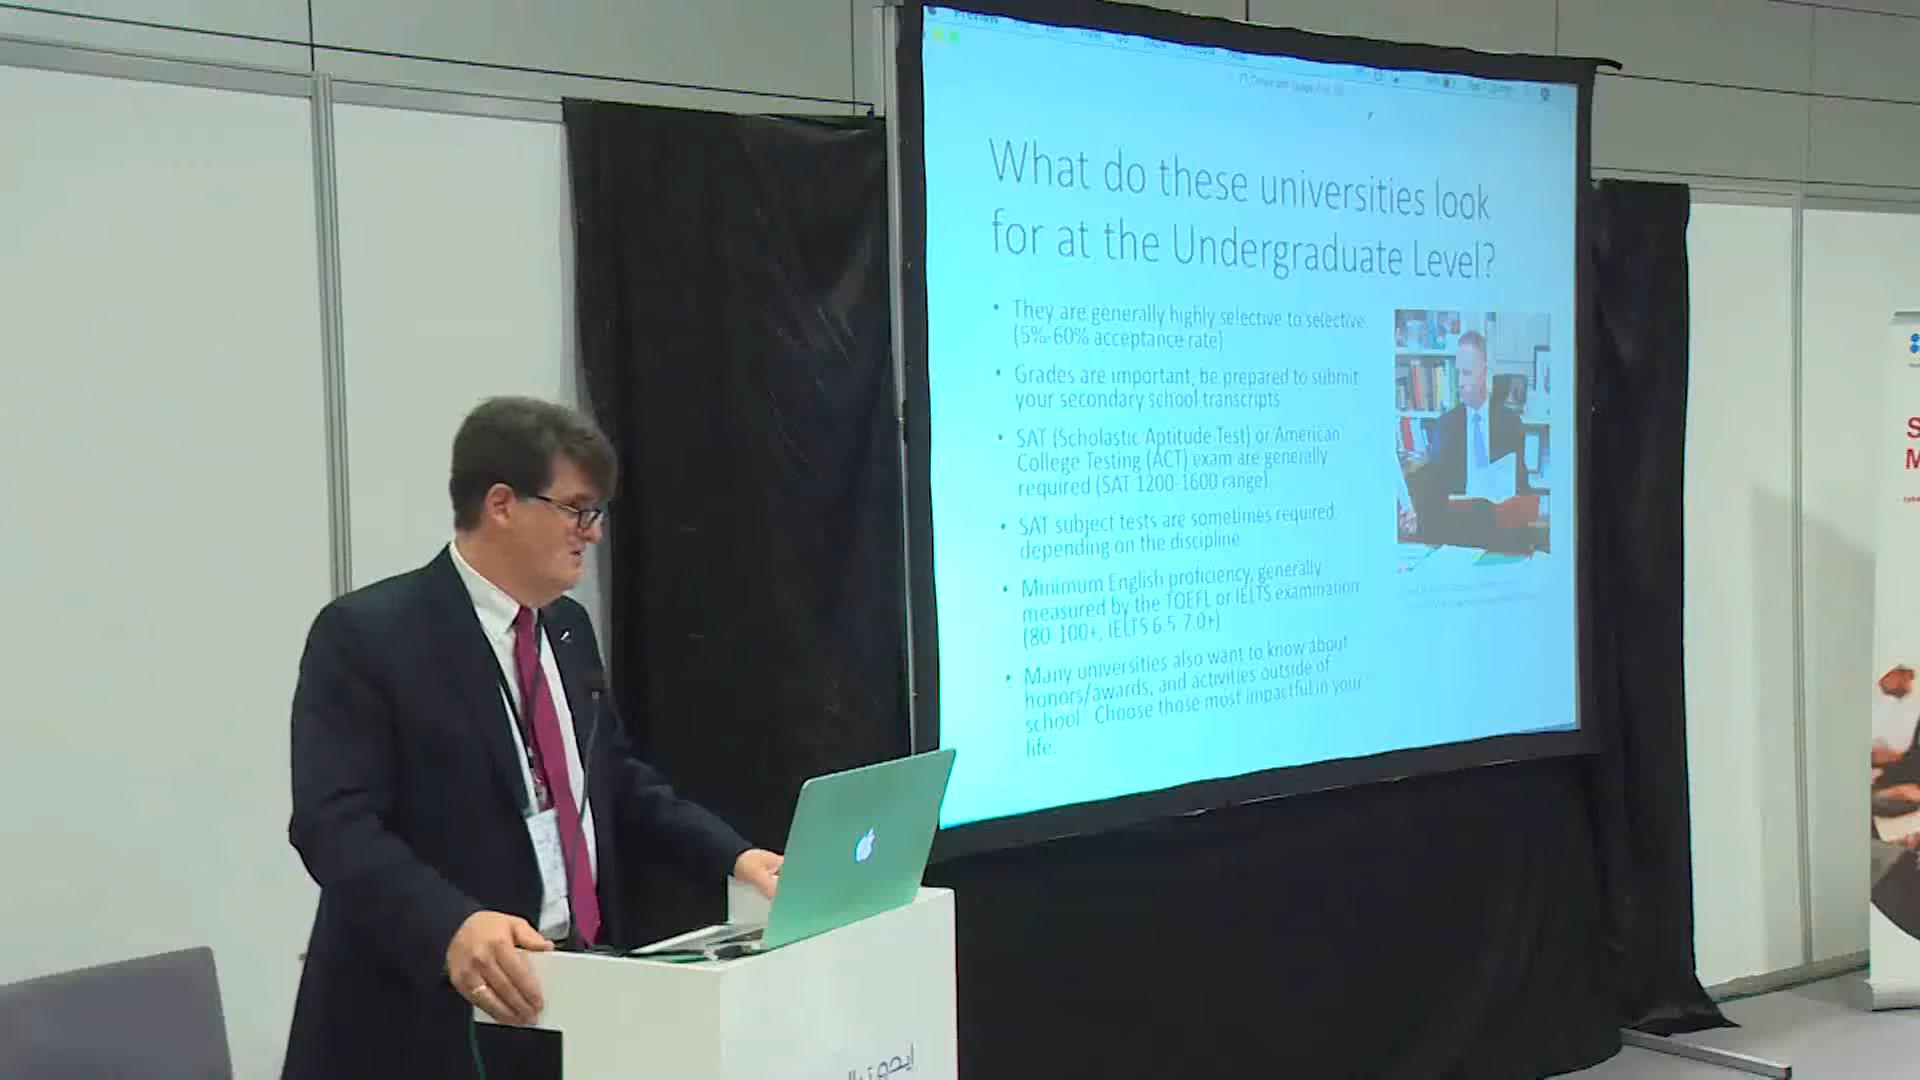 Preview
What do these universities look
for at the Undergraduate Level?
• They are generally highly selective to selective
(5%-60% acceptance rate)
• Grades are important, be prepared to submit
your secondary school transcripts
• SAT (Scholastic Aptitude Test) or American
College Testing (ACT) exam are generally
required (SAT 1200-1600 range)
• SAT subject tests are sometimes required
depending on the discipline
• Minimum English proficiency, generally
measured by the TOEFL or IELTS examination
(80-100+, IELTS 6.5-7.0+)
• Many universities also want to know about
honors/awards, and activities outside of
school. Choose those most impactful in your
life.
S
M